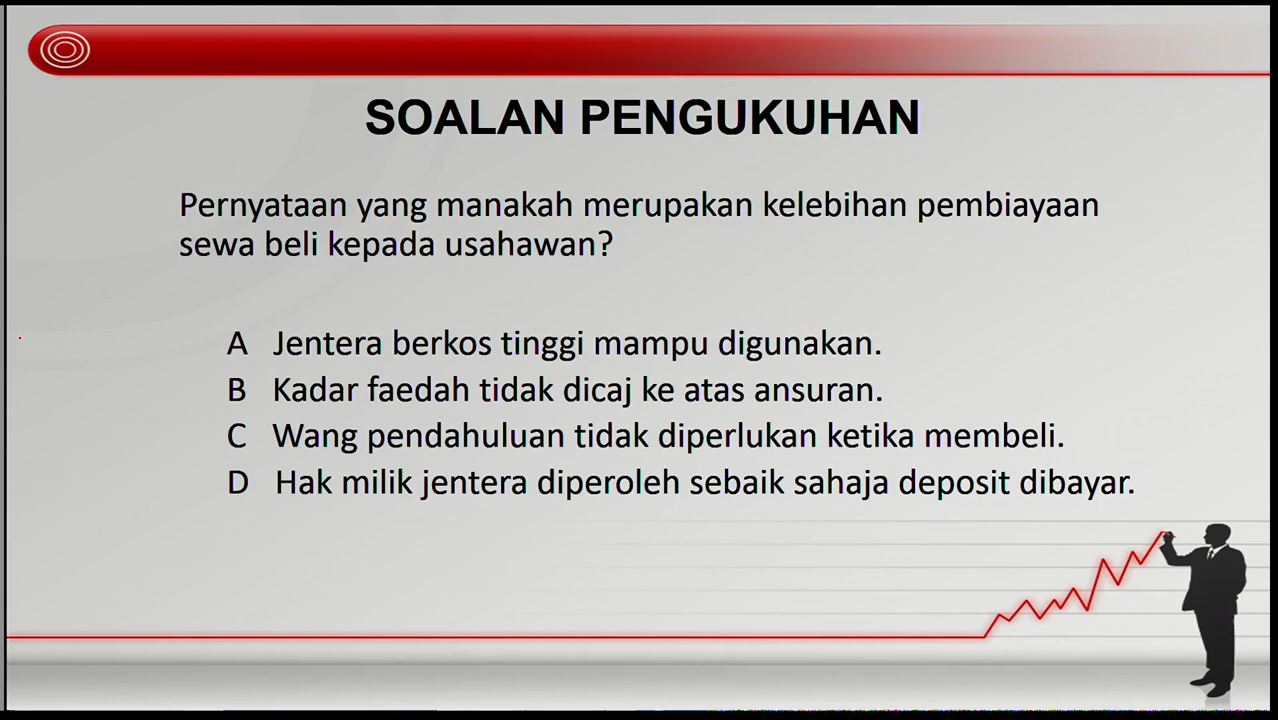 SOALAN PENGUKUHAN
Pernyataan yang manakah merupakan kelebihan pembiayaan
sewa beli kepada usahawan?
A Jentera berkos tinggi mampu digunakan.
B Kadar faedah tidak dicaj ke atas ansuran.
C Wang pendahuluan tidak diperlukan ketika membeli.
D Hak milik jentera diperoleh sebaik sahaja deposit dibayar.